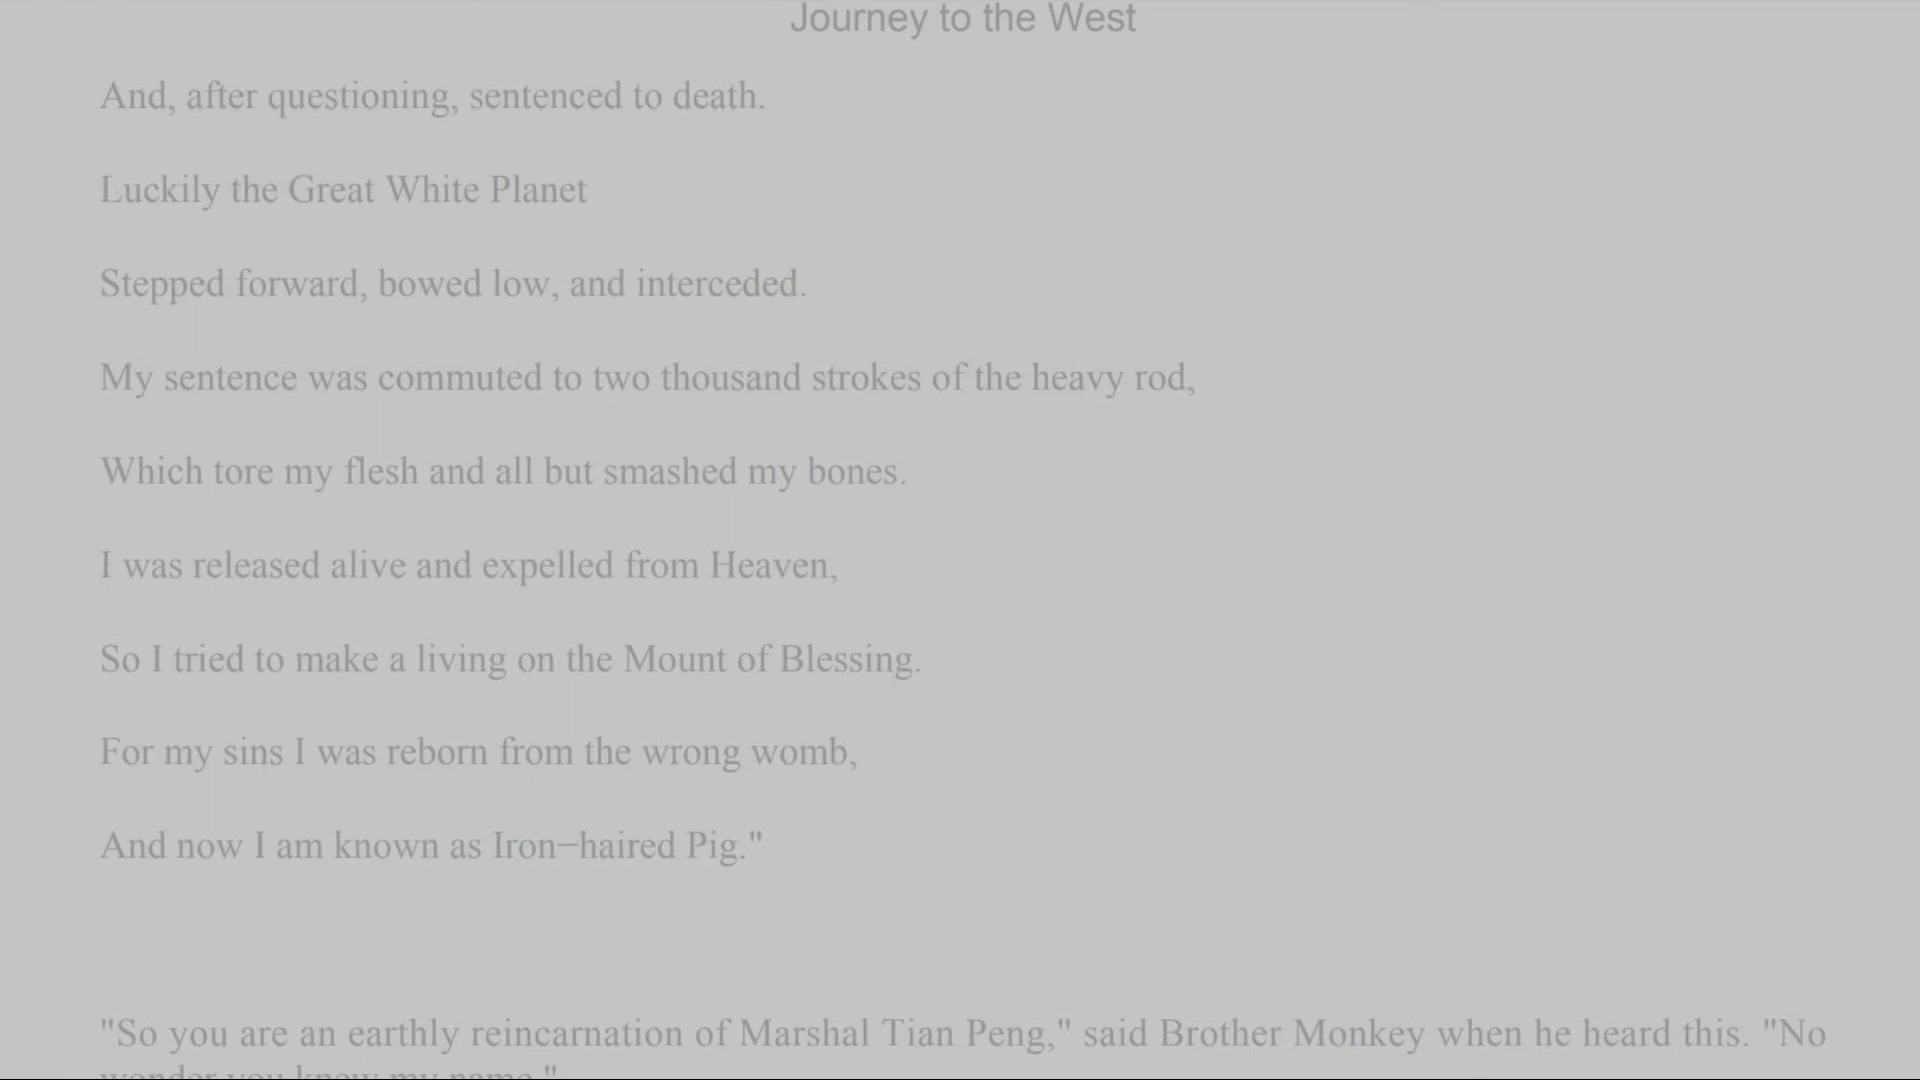 Journey to the West
And, after questioning, sentenced to death.
Luckily the Great White Planet
Stepped forward, bowed low, and interceded.
My sentence was commuted to two thousand strokes of the heavy rod,
Which tore my flesh and all but smashed my bones.
I was released alive and expelled from Heaven,
So I tried to make a living on the Mount of Blessing.
For my sins I was reborn from the wrong womb,
And now I am known as Iron−haired Pig."
"So you are an earthly reincarnation of Marshal Tian Peng," said Brother Monkey when he heard this. "No
wonder you knew my name."